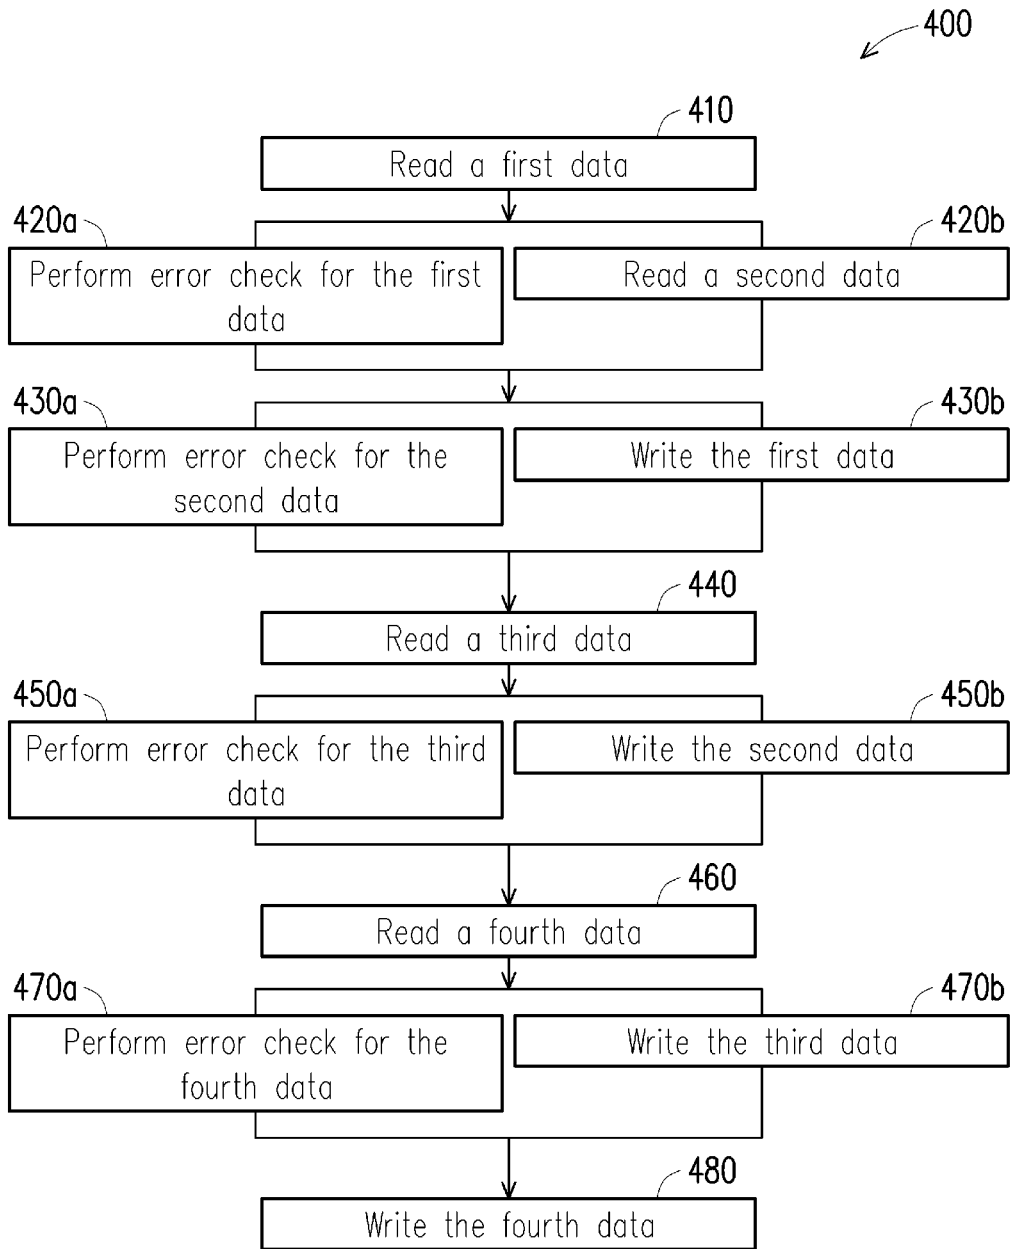 400
410
Read a first data
420a
420b
Perform error check for the first
data
Read a second data
430a
430b
Perform error check for the
second data
Write the first data
440
Read a third data
450a
450b
Perform error check for the third
data
Write the second data
460
Read a fourth data
470a
470b
Perform error check for the
fourth data
Write the third data
480
Write the fourth data